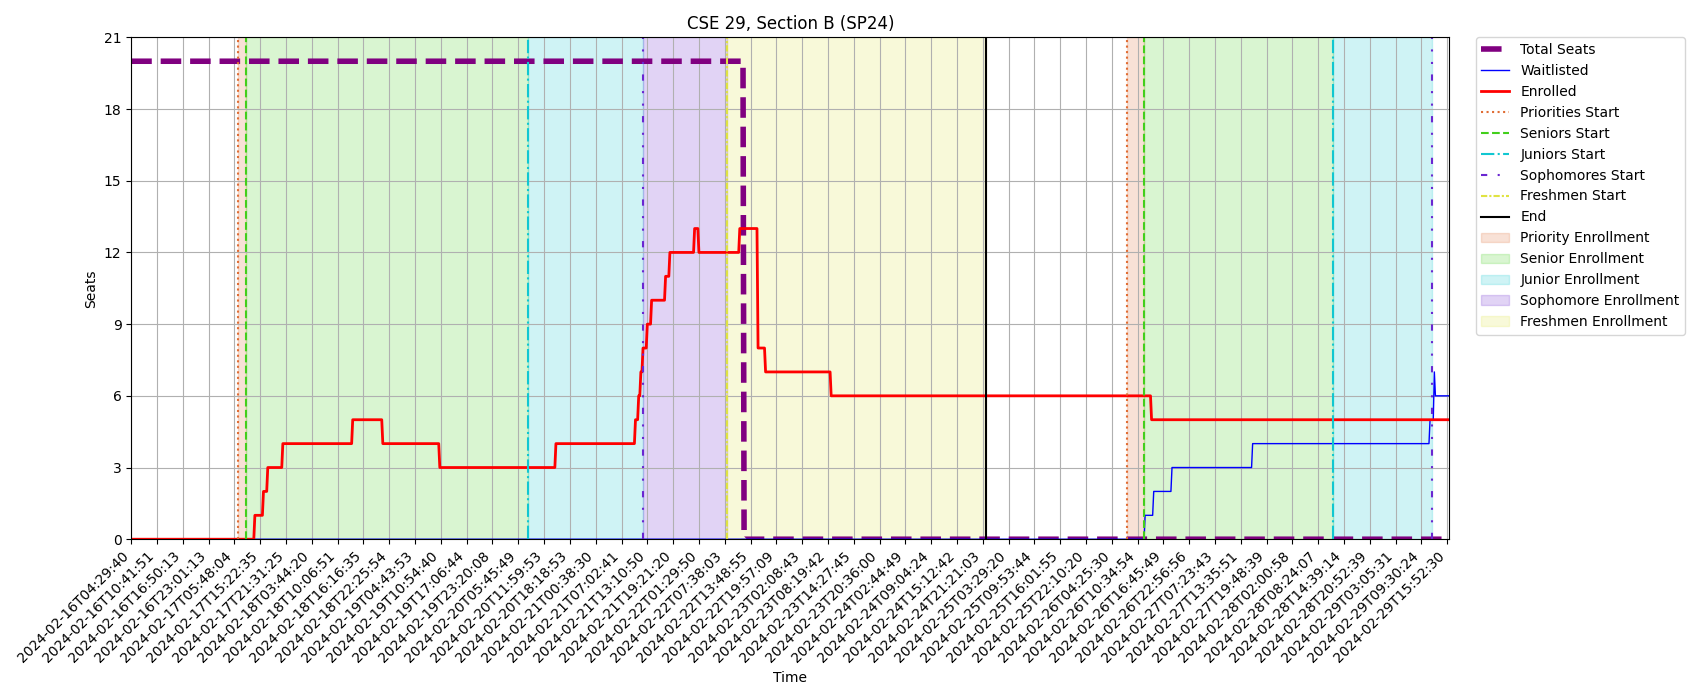 CSE 29, Section B (SP24)
Seats
21
18
15
12
9
6
3
0
2024-02-16T04:29:40
2024-02-16T10:41:51
2024-02-16T16:50:13
2024-02-16T23:01:13
2024-02-17T05:48:04
2024-02-17T15:22:35
2024-02-17T21:31:25
2024-02-18T03:44:20
2024-02-18T10:06:51
2024-02-18T16:16:35
2024-02-18T22:25:54
2024-02-19T04:43:53
2024-02-19T10:54:40
2024-02-19T17:06:44
2024-02-19T23:20:08
2024-02-20T05:45:49
2024-02-20T11:59:53
2024-02-20T18:18:53
2024-02-21T00:38:30
2024-02-21T07:02:41
2024-02-21T13:10:50
2024-02-21T19:21:20
2024-02-22T01:29:50
2024-02-22T07:38:03
2024-02-22T13:48:55
2024-02-22T19:57:09
2024-02-23T02:08:43
2024-02-23T08:19:42
2024-02-23T14:27:45
2024-02-23T20:36:00
2024-02-24T02:44:49
2024-02-24T09:04:24
2024-02-24T15:12:42
2024-02-24T21:21:03
2024-02-25T03:29:20
2024-02-25T09:53:44
2024-02-25T16:01:55
2024-02-25T22:10:20
2024-02-26T04:25:30
2024-02-26T10:34:54
2024-02-26T16:45:49
2024-02-26T22:56:56
2024-02-27T07:23:43
2024-02-27T13:35:51
2024-02-27T19:48:39
2024-02-28T02:00:58
2024-02-28T08:24:07
2024-02-28T14:39:14
2024-02-28T20:52:39
2024-02-29T03:05:31
2024-02-29T09:30:24
2024-02-29T15:52:30
Time
Total Seats
Waitlisted
Enrolled
Priorities Start
Seniors Start
Juniors Start
Sophomores Start
Freshmen Start
End
Priority Enrollment
Senior Enrollment
Junior Enrollment
Sophomore Enrollment
Freshmen Enrollment